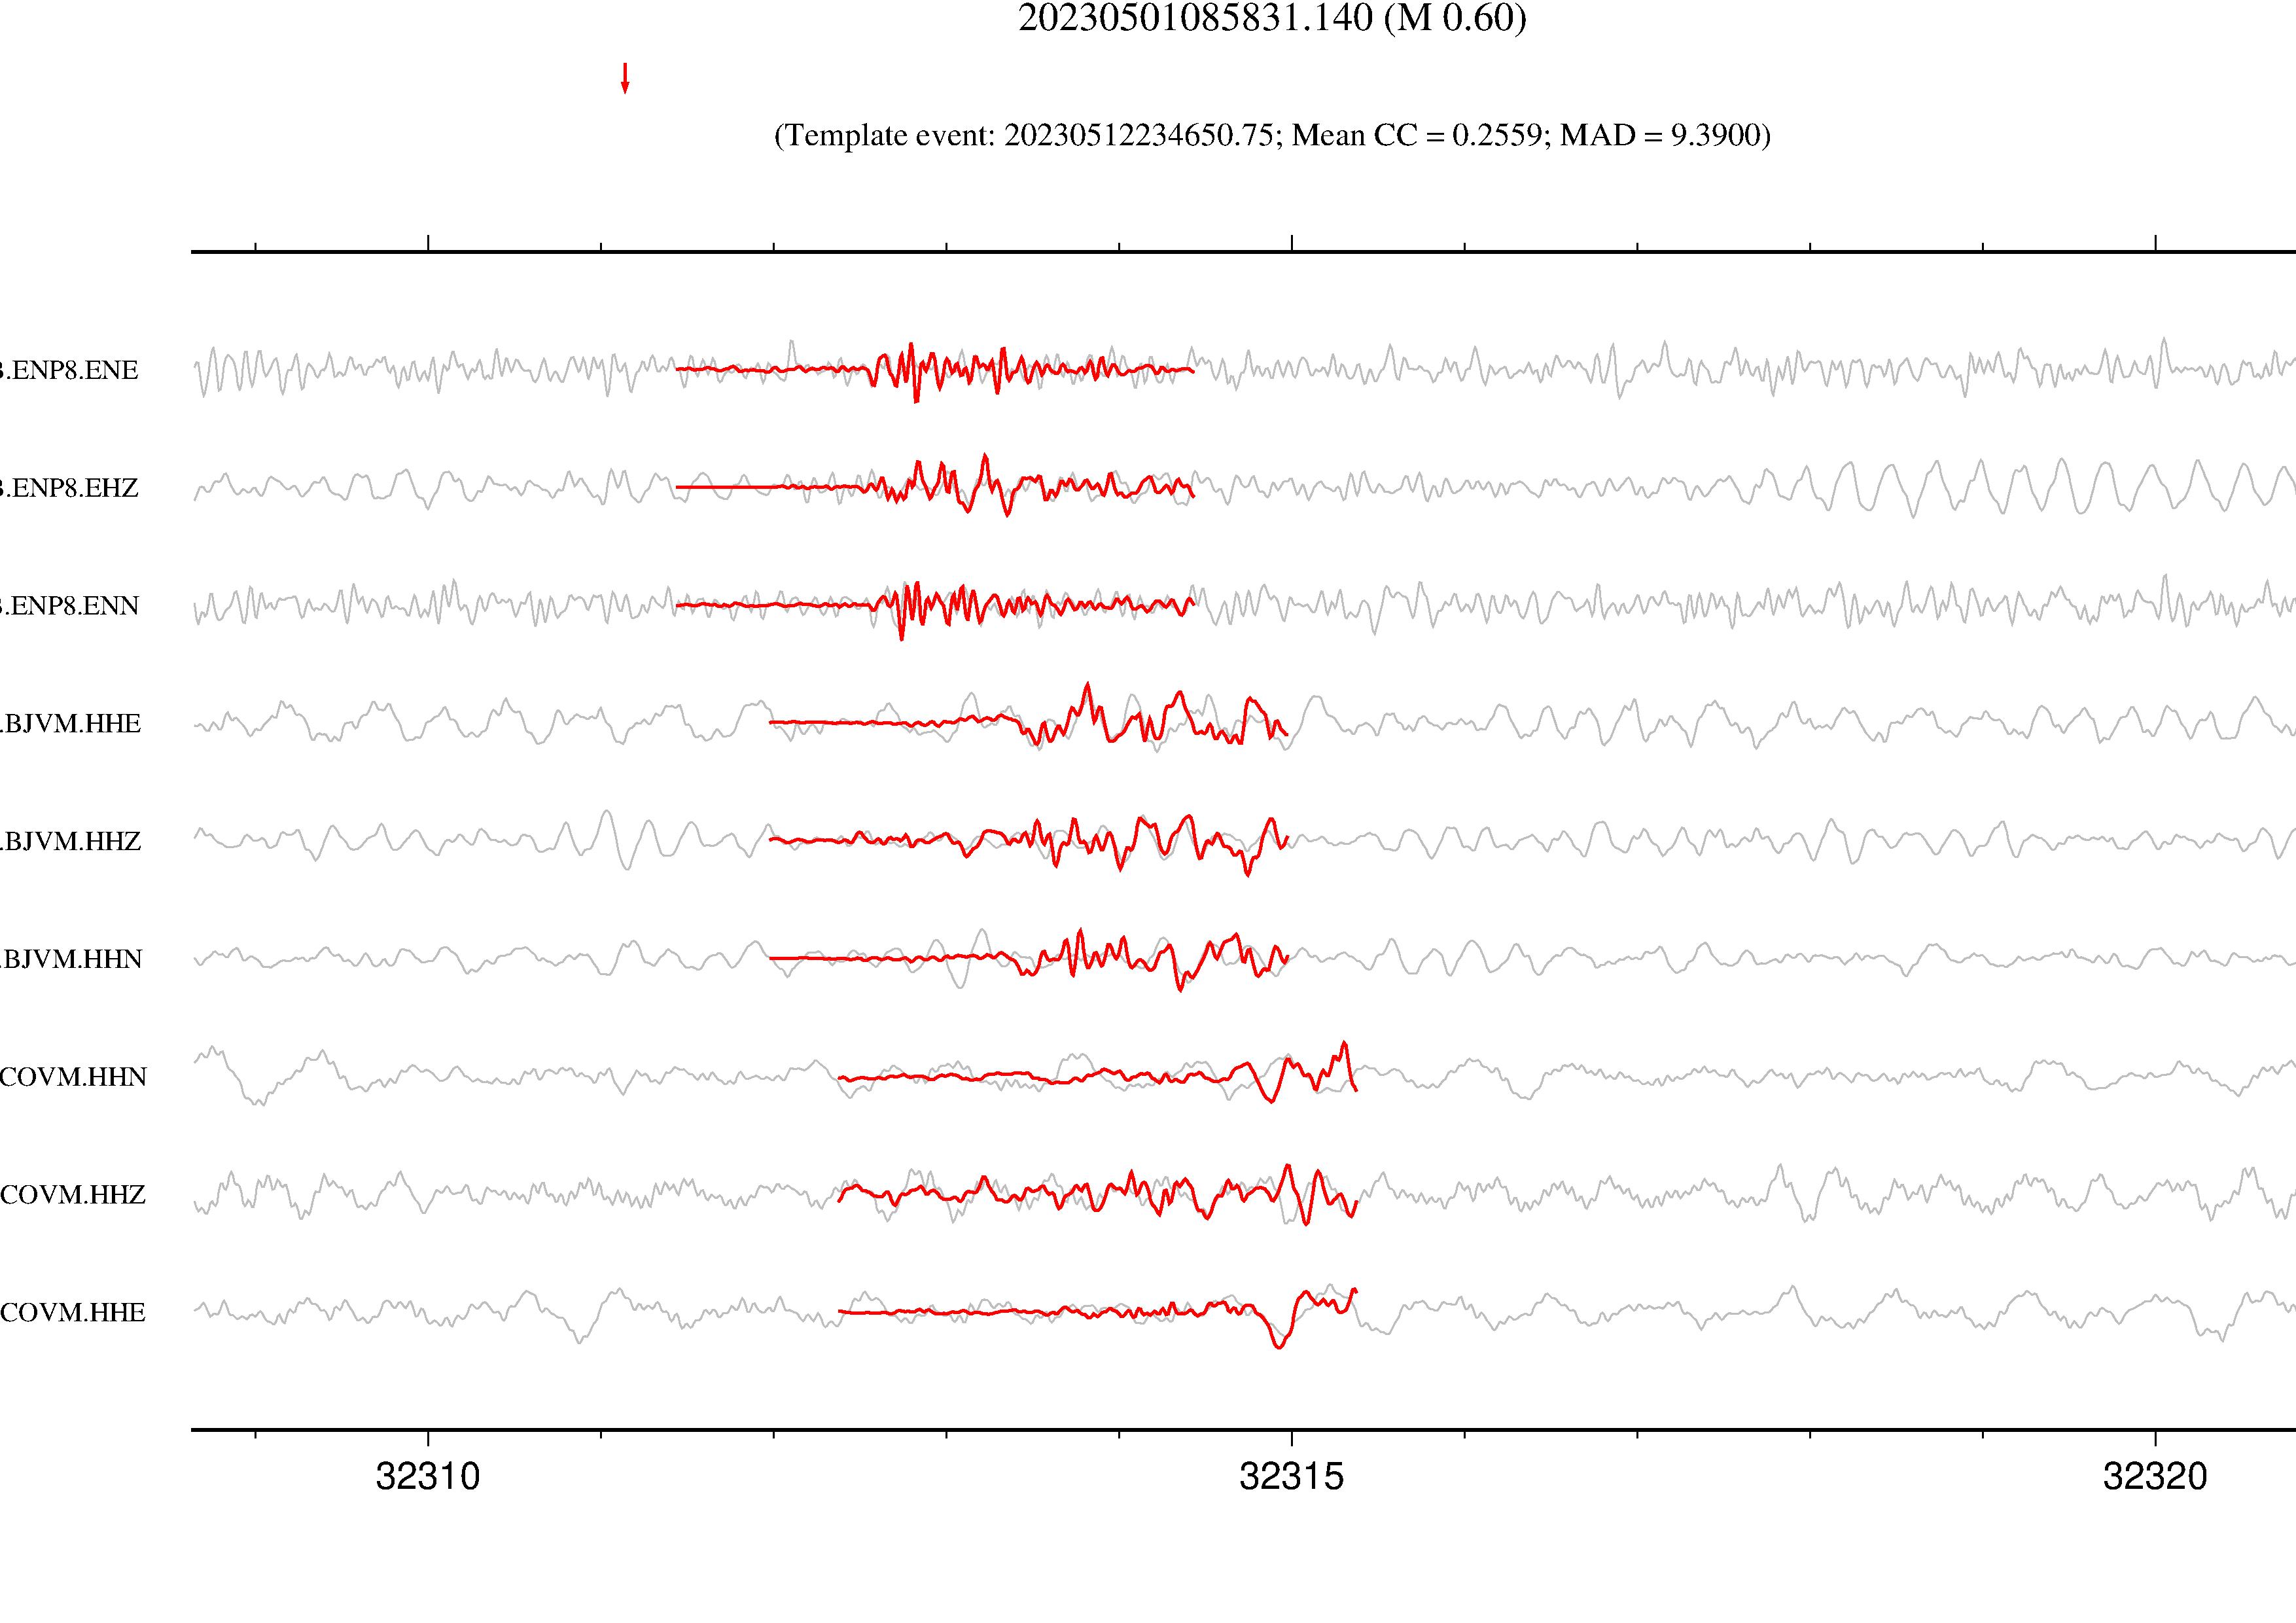 20230501085831.140 (M 0.60)
(Template event: 20230512234650.75; Mean CC = 0.2559; MAD = 9.3900)
.ENP8.ENE
.ENP8.EHZ
.ENP8.ENN
.BJVM.HHE
.BJVM.HHZ
.BJVM.HHN
COVM.HHN
COVM.HHZ
COVM.HHE
32310 32315 32320